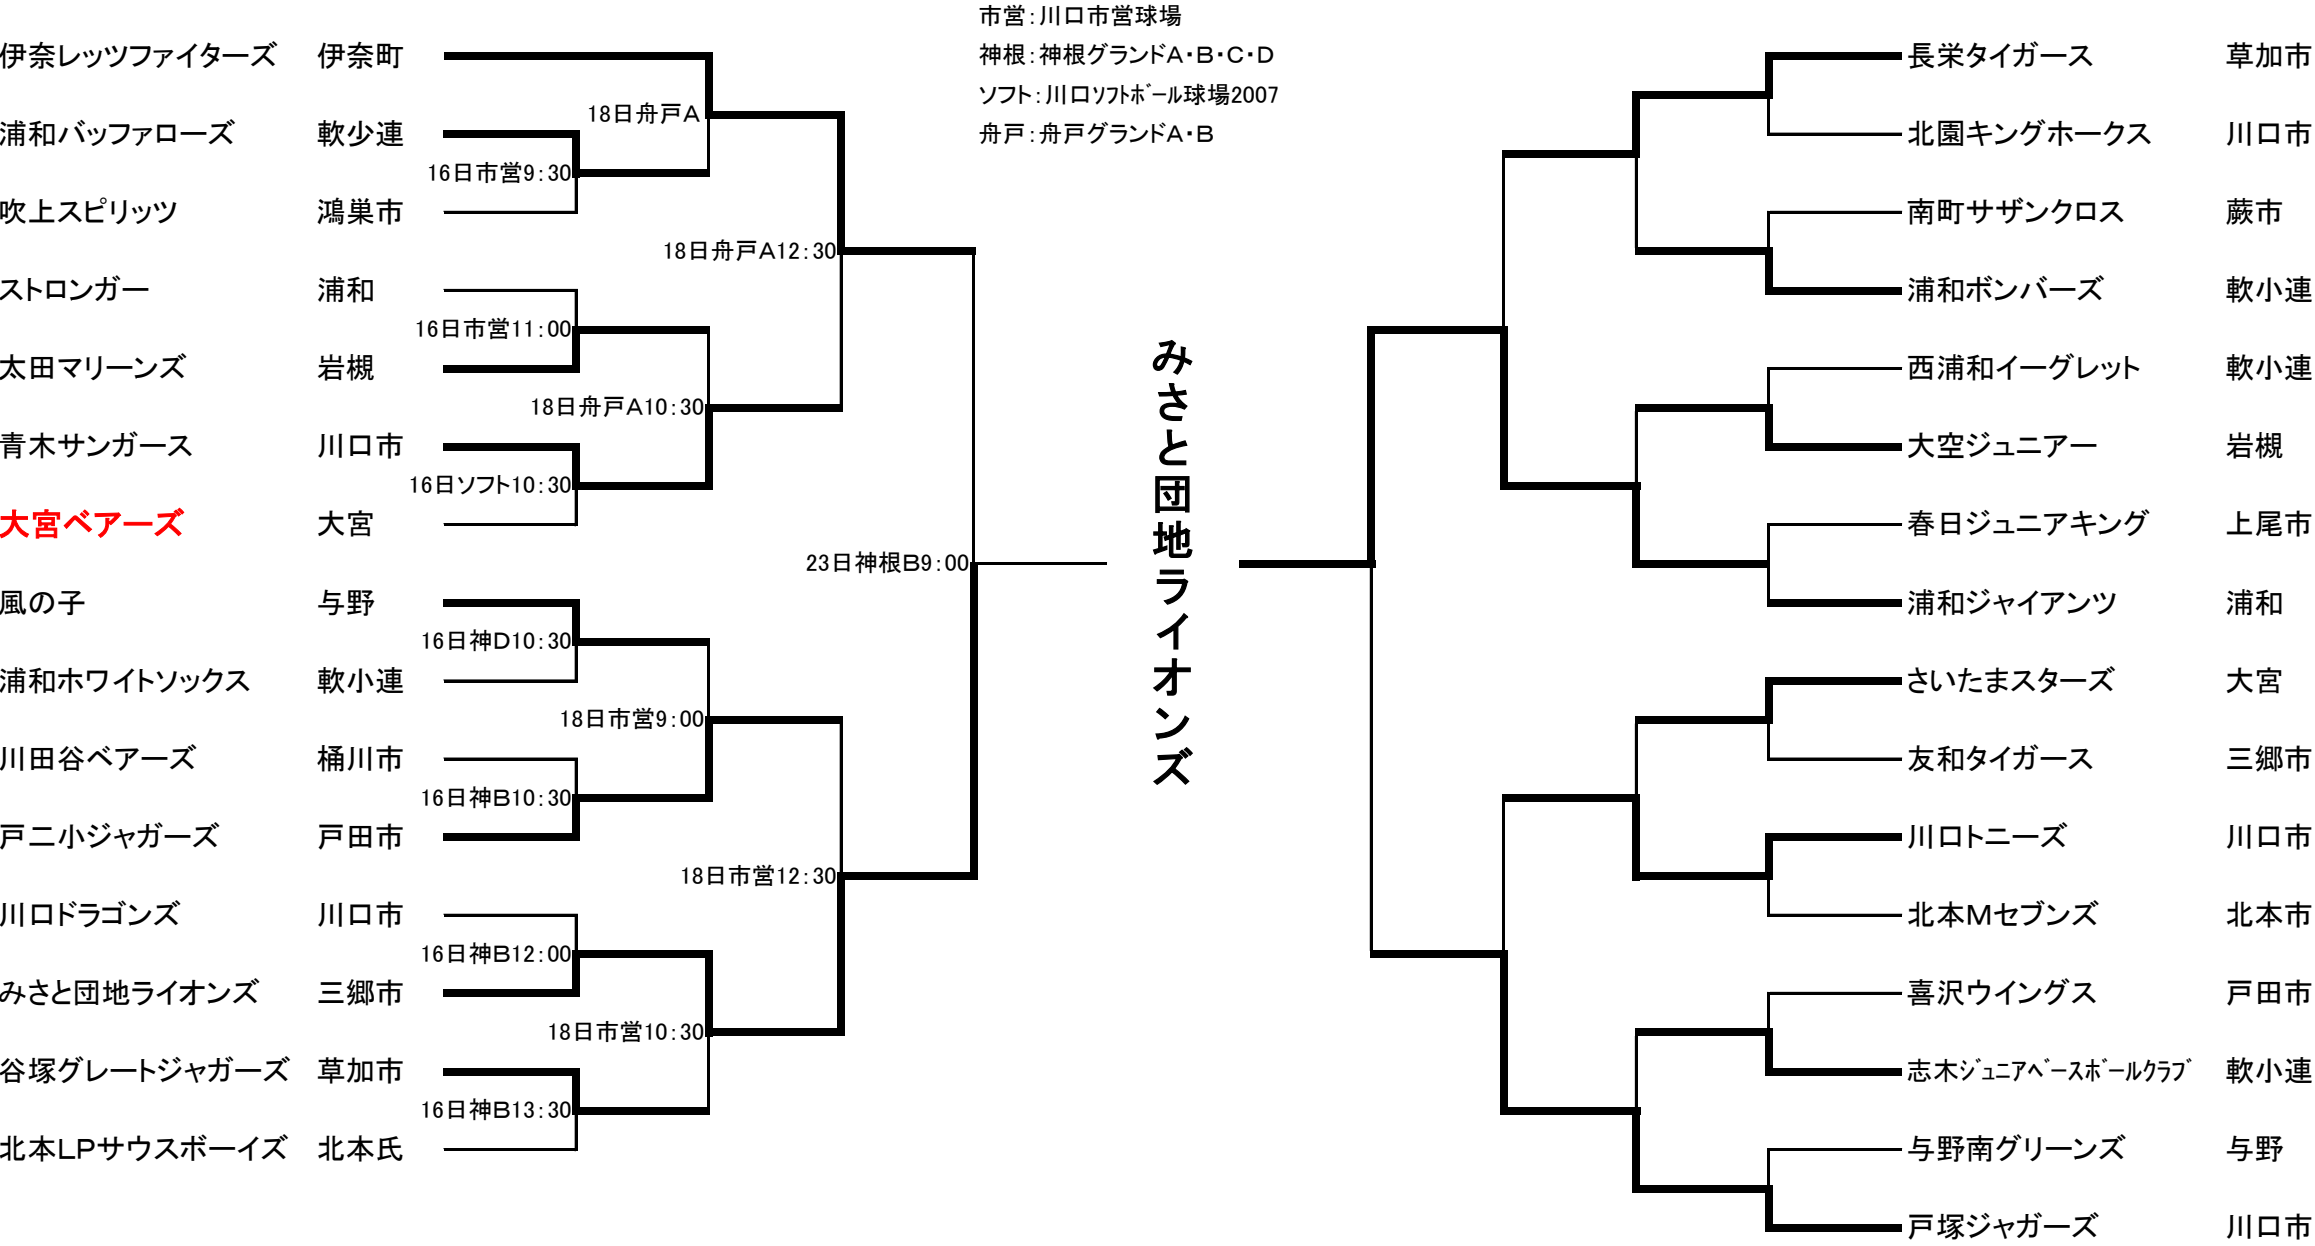 市営:川口市営球場
神根:神根グランドA・B・C・D
ソフト:川口ソフトボール球場2007
舟戸:舟戸グランドA・B
伊奈レッツファイターズ 伊奈町
18日舟戸A
浦和バッファローズ 軟少連
16日市営9:30
吹上スピリッツ 鴻巣市
18日舟戸A12:30
ストロンガー 浦和
16日市営11:00
太田マリーンズ 岩槻
18日舟戸A10:30
青木サンガース 川口市
16日ソフト10:30
大宮ベアーズ 大宮
23日神根B9:00
風の子 与野
16日神D10:30
浦和ホワイトソックス 軟小連
18日市営9:00
川田谷ベアーズ 桶川市
16日神B10:30
戸二小ジャガーズ 戸田市
18日市営12:30
川口ドラゴンズ 川口市
16日神B12:00
みさと団地ライオンズ 三郷市
18日市営10:30
谷塚グレートジャガーズ 草加市
16日神B13:30
北本LPサウスボーイズ 北本氏
みさと団地ライオンズ
長栄タイガース 草加市
北園キングホークス 川口市
南町サザンクロス 蕨市
浦和ボンバーズ 軟小連
西浦和イーグレット 軟小連
大空ジュニアー 岩槻
春日ジュニアキング 上尾市
浦和ジャイアンツ 浦和
さいたまスターズ 大宮
友和タイガース 三郷市
川口トニーズ 川口市
北本Mセブンズ 北本市
喜沢ウイングス 戸田市
志木ジュニアベースボールクラブ 軟小連
与野南グリーンズ 与野
戸塚ジャガーズ 川口市